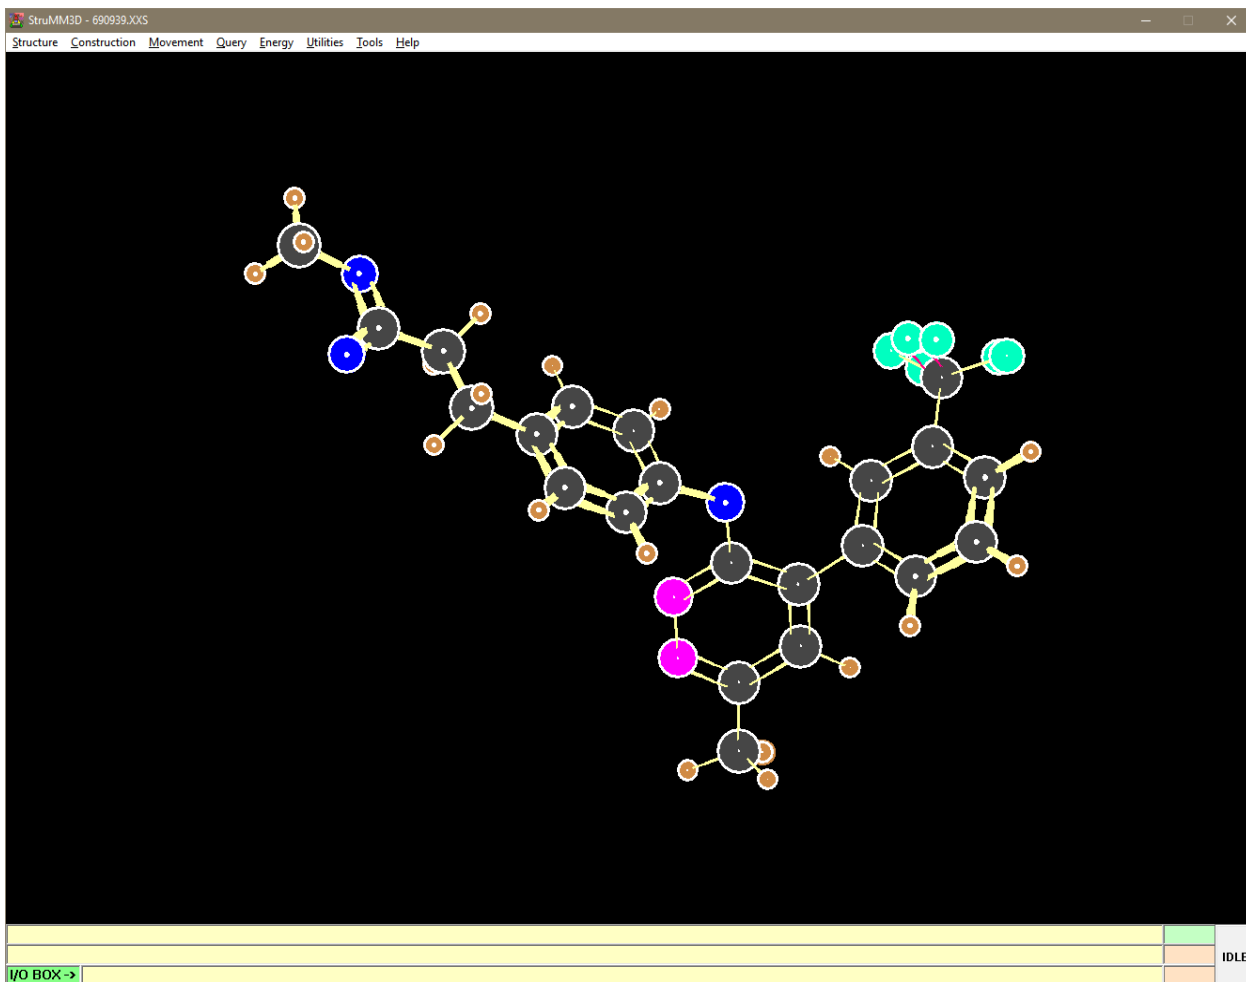 StruMM3D - 690939.XXS
Structure Construction Movement Query Energy Utilities Tools Help
IDLE
I/O BOX ->